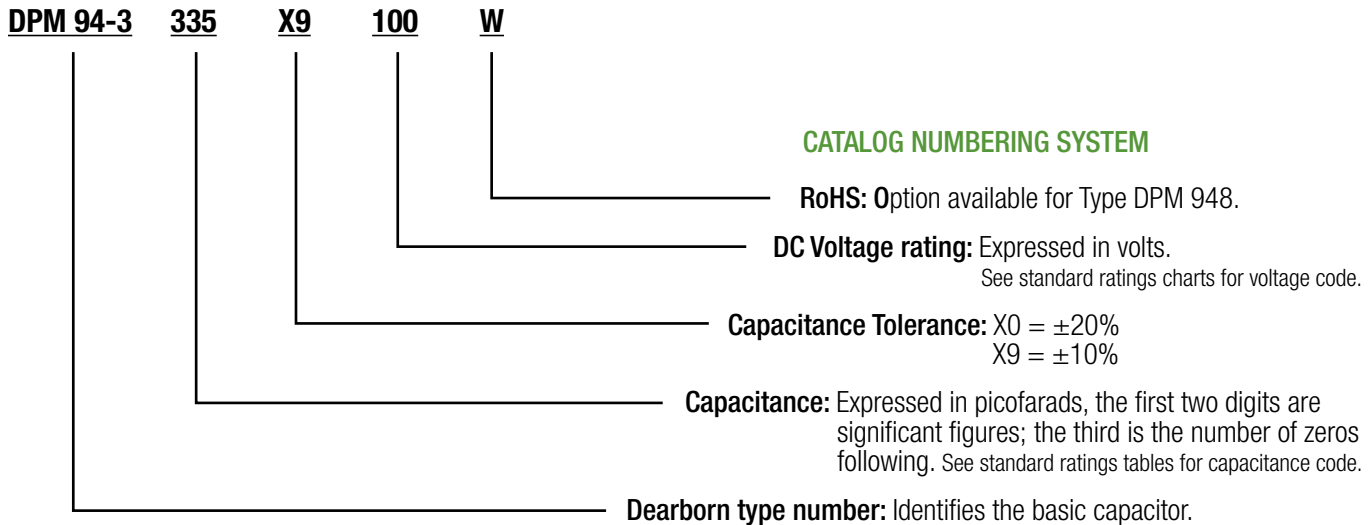 DPM 94-3 335 X9 100 W
CATALOG NUMBERING SYSTEM
RoHS: Option available for Type DPM 948.
DC Voltage rating: Expressed in volts.
See standard ratings charts for voltage code.
Capacitance Tolerance: X0 = ±20%
X9 = ±10%
Capacitance: Expressed in picofarads, the first two digits are
significant figures; the third is the number of zeros
following. See standard ratings tables for capacitance code.
Dearborn type number: Identifies the basic capacitor.